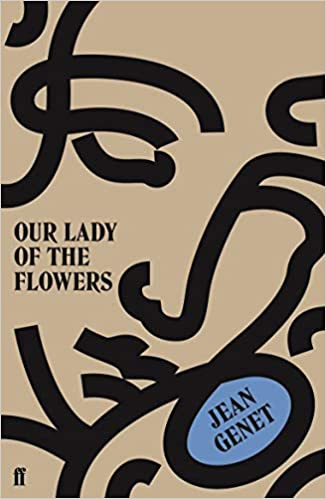 OUR LADY
OF THE
FLOWERS
JEAN
GENET
ff